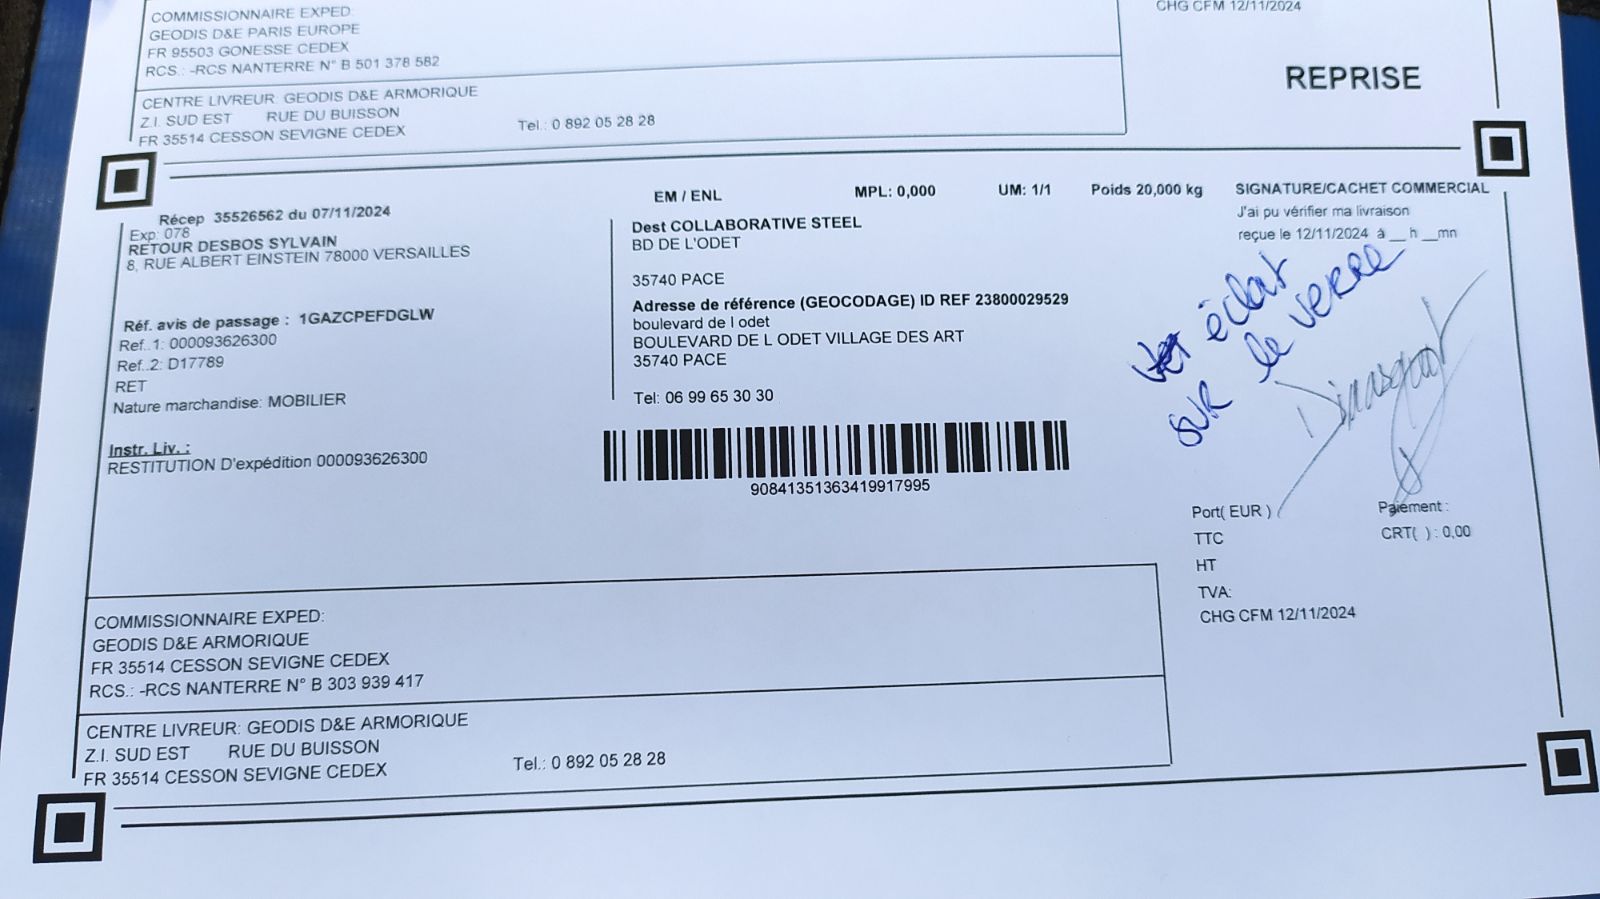 COMMISSIONNAIRE EXPED:
GEODIS D&E PARIS EUROPE
FR 95503 GONESSE CEDEX
RCS.: -RCS NANTERRE N° B 501 378 582
CHG CFM 12/11/2024
REPRISE
CENTRE LIVREUR: GEODIS D&E ARMORIQUE
Z.I. SUD EST RUE DU BUISSON
FR 35514 CESSON SEVIGNE CEDEX
Tel.: 0 892 05 28 28
EM / ENL MPL: 0,000 UM: 1/1 Poids 20,000 kg
Récep 35526562 du 07/11/2024
Exp: 078
RETOUR DESBOS SYLVAIN
8, RUE ALBERT EINSTEIN 78000 VERSAILLES
Réf. avis de passage : 1GAZCPEFDGLW
Ref..1: 000093626300
Ref..2: D17789
RET
Nature marchandise: MOBILIER
Instr. Liv. :
RESTITUTION D'expédition 000093626300
Dest COLLABORATIVE STEEL
BD DE L'ODET
35740 PACE
Adresse de référence (GEOCODAGE) ID REF 23800029529
boulevard de l odet
BOULEVARD DE L ODET VILLAGE DES ART
35740 PACE
Tel: 06 99 65 30 30
90841351363419917995
SIGNATURE/CACHET COMMERCIAL
J'ai pu vérifier ma livraison
reçue le 12/11/2024 à __ h __mn
éclat
sur le verre
Port( EUR )
TTC
HT
TVA:
CHG CFM 12/11/2024
Paiement :
CRT( ) : 0,00
COMMISSIONNAIRE EXPED:
GEODIS D&E ARMORIQUE
FR 35514 CESSON SEVIGNE CEDEX
RCS.: -RCS NANTERRE N° B 303 939 417
CENTRE LIVREUR: GEODIS D&E ARMORIQUE
Z.I. SUD EST RUE DU BUISSON
FR 35514 CESSON SEVIGNE CEDEX
Tel.: 0 892 05 28 28